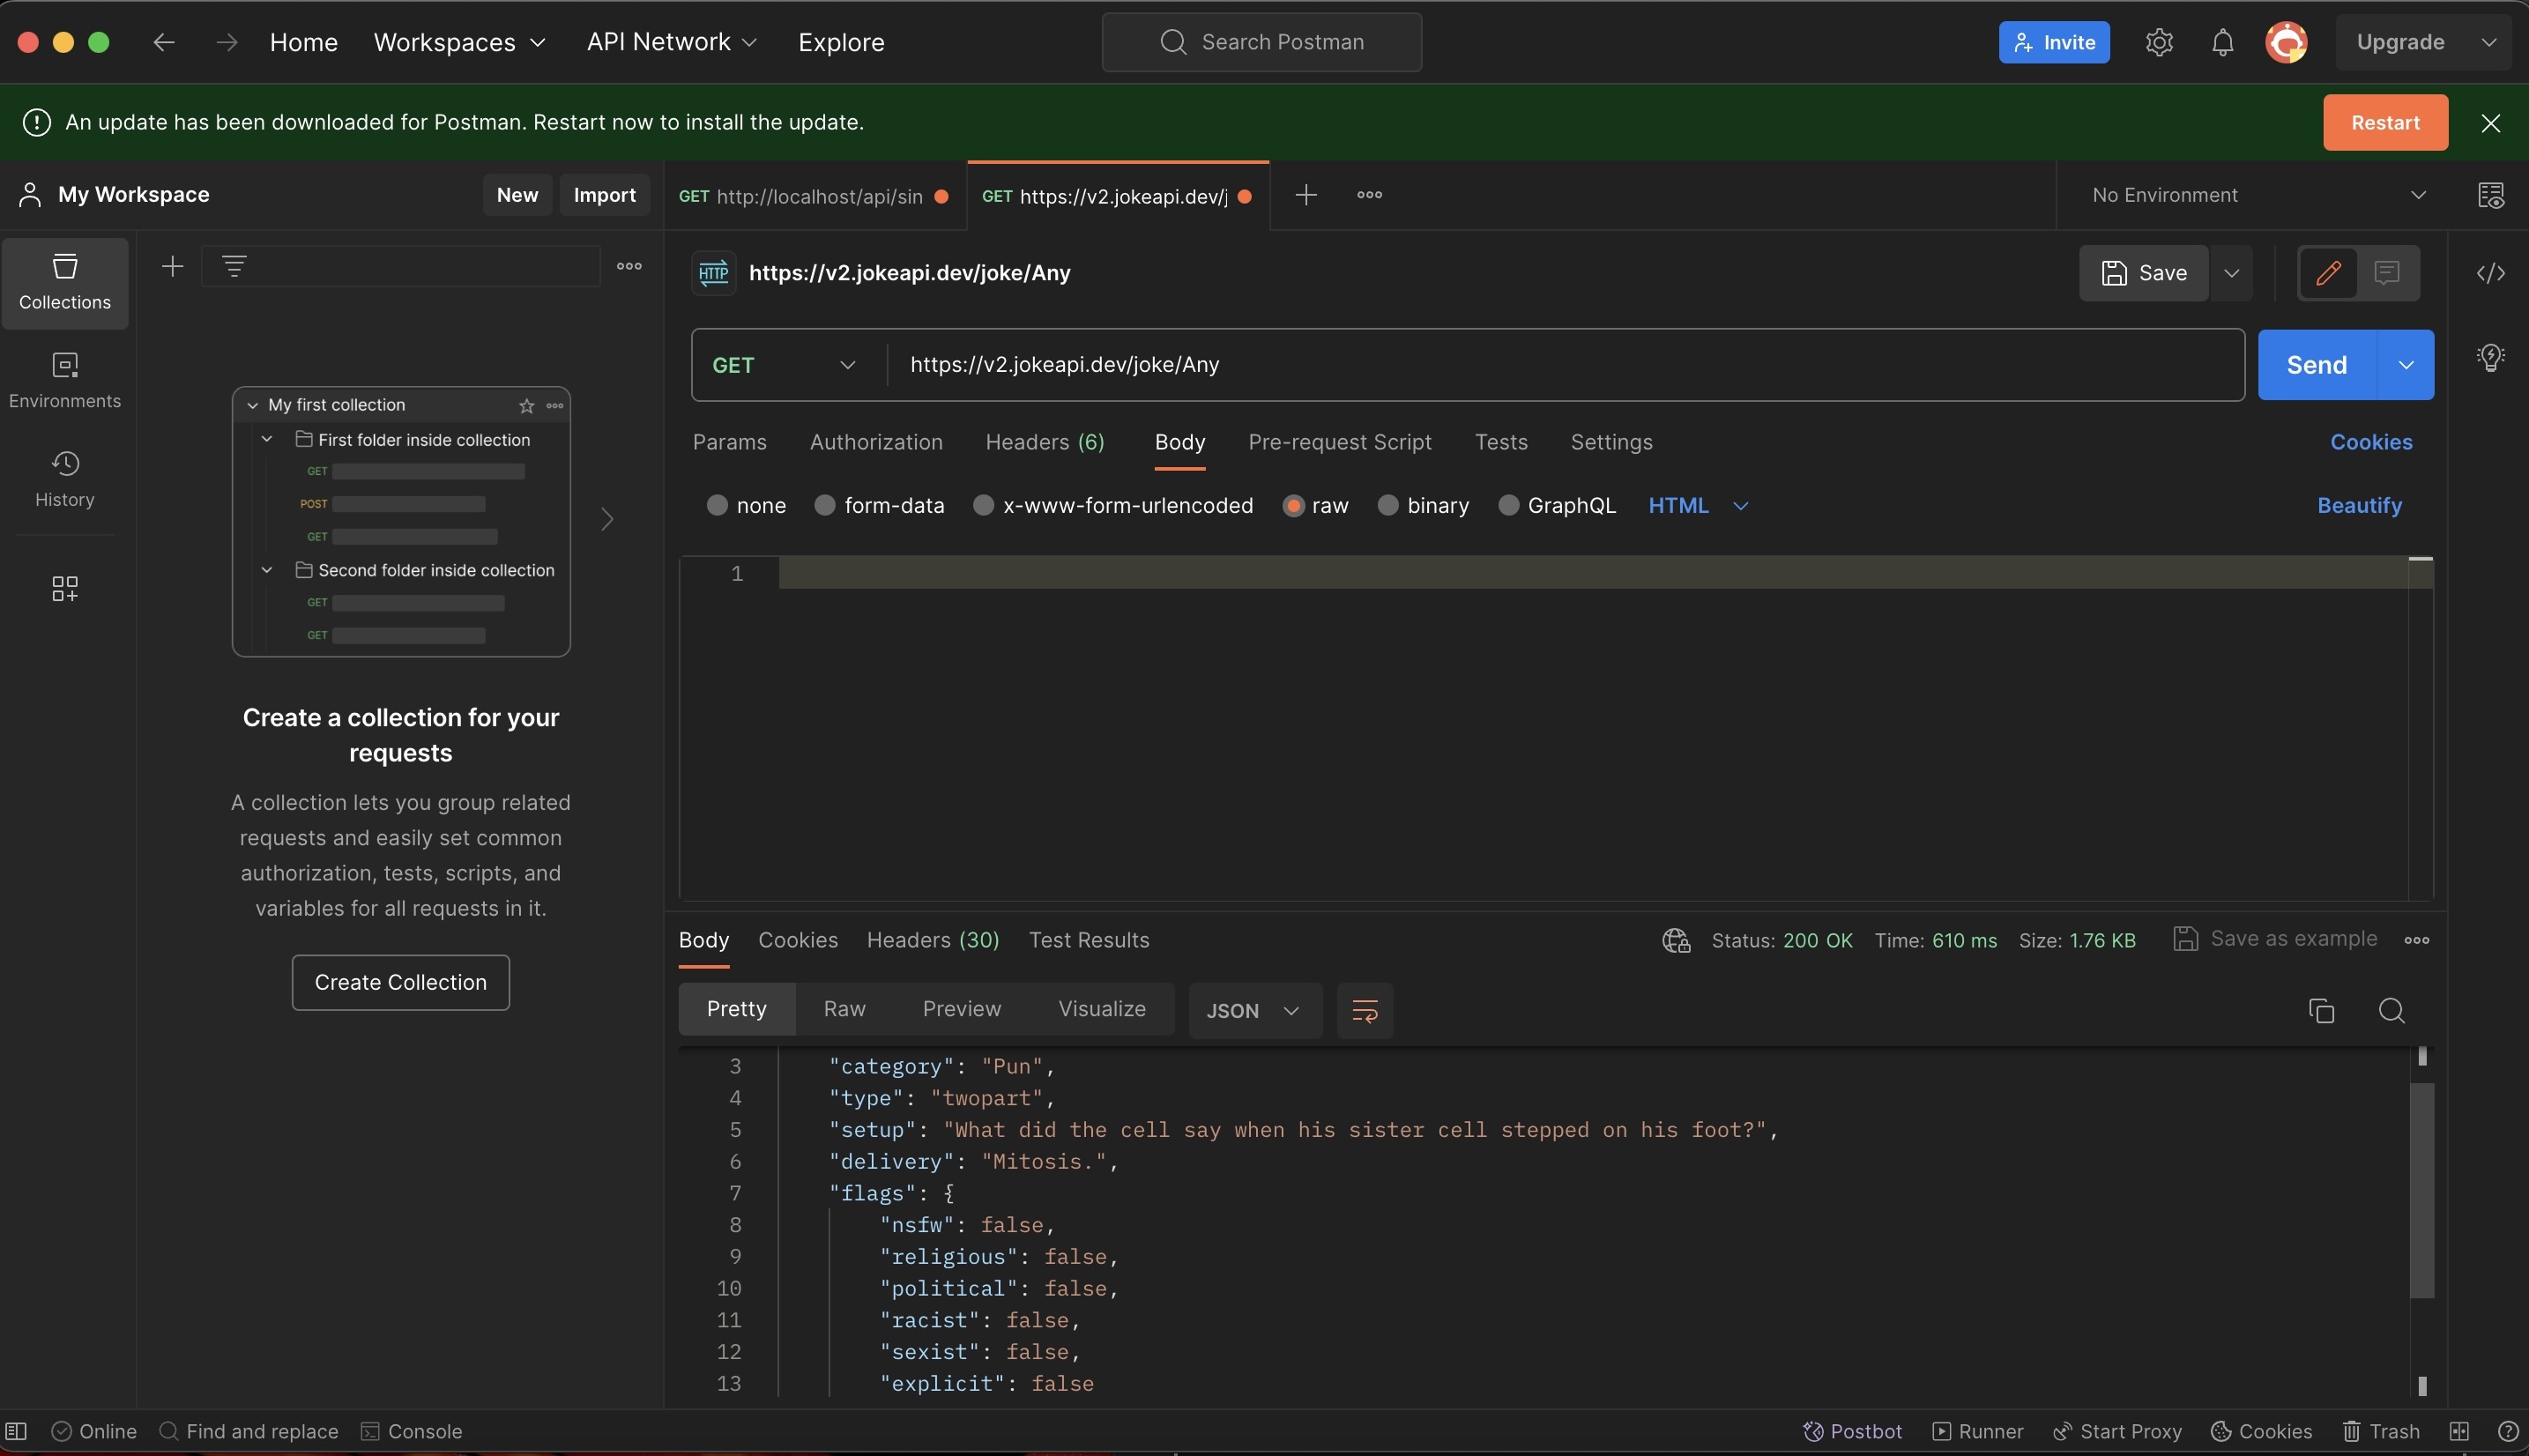 Home Workspaces API Network Explore Search Postman Invite Upgrade
An update has been downloaded for Postman. Restart now to install the update. Restart
My Workspace New Import GET http://localhost/api/sin GET https://v2.jokeapi.dev/j No Environment
Collections
Environments
History
My first collection
First folder inside collection
GET
POST
GET
Second folder inside collection
GET
GET
Create a collection for your
requests
A collection lets you group related
requests and easily set common
authorization, tests, scripts, and
variables for all requests in it.
Create Collection
HTTP https://v2.jokeapi.dev/joke/Any Save
GET https://v2.jokeapi.dev/joke/Any Send
Params Authorization Headers (6) Body Pre-request Script Tests Settings Cookies
none form-data x-www-form-urlencoded raw binary GraphQL HTML Beautify
1
Body Cookies Headers (30) Test Results Status: 200 OK Time: 610 ms Size: 1.76 KB Save as example
Pretty Raw Preview Visualize JSON
3 "category": "Pun",
4 "type": "twopart",
5 "setup": "What did the cell say when his sister cell stepped on his foot?",
6 "delivery": "Mitosis.",
7 "flags": {
8 "nsfw": false,
9 "religious": false,
10 "political": false,
11 "racist": false,
12 "sexist": false,
13 "explicit": false
Online Find and replace Console Postbot Runner Start Proxy Cookies Trash